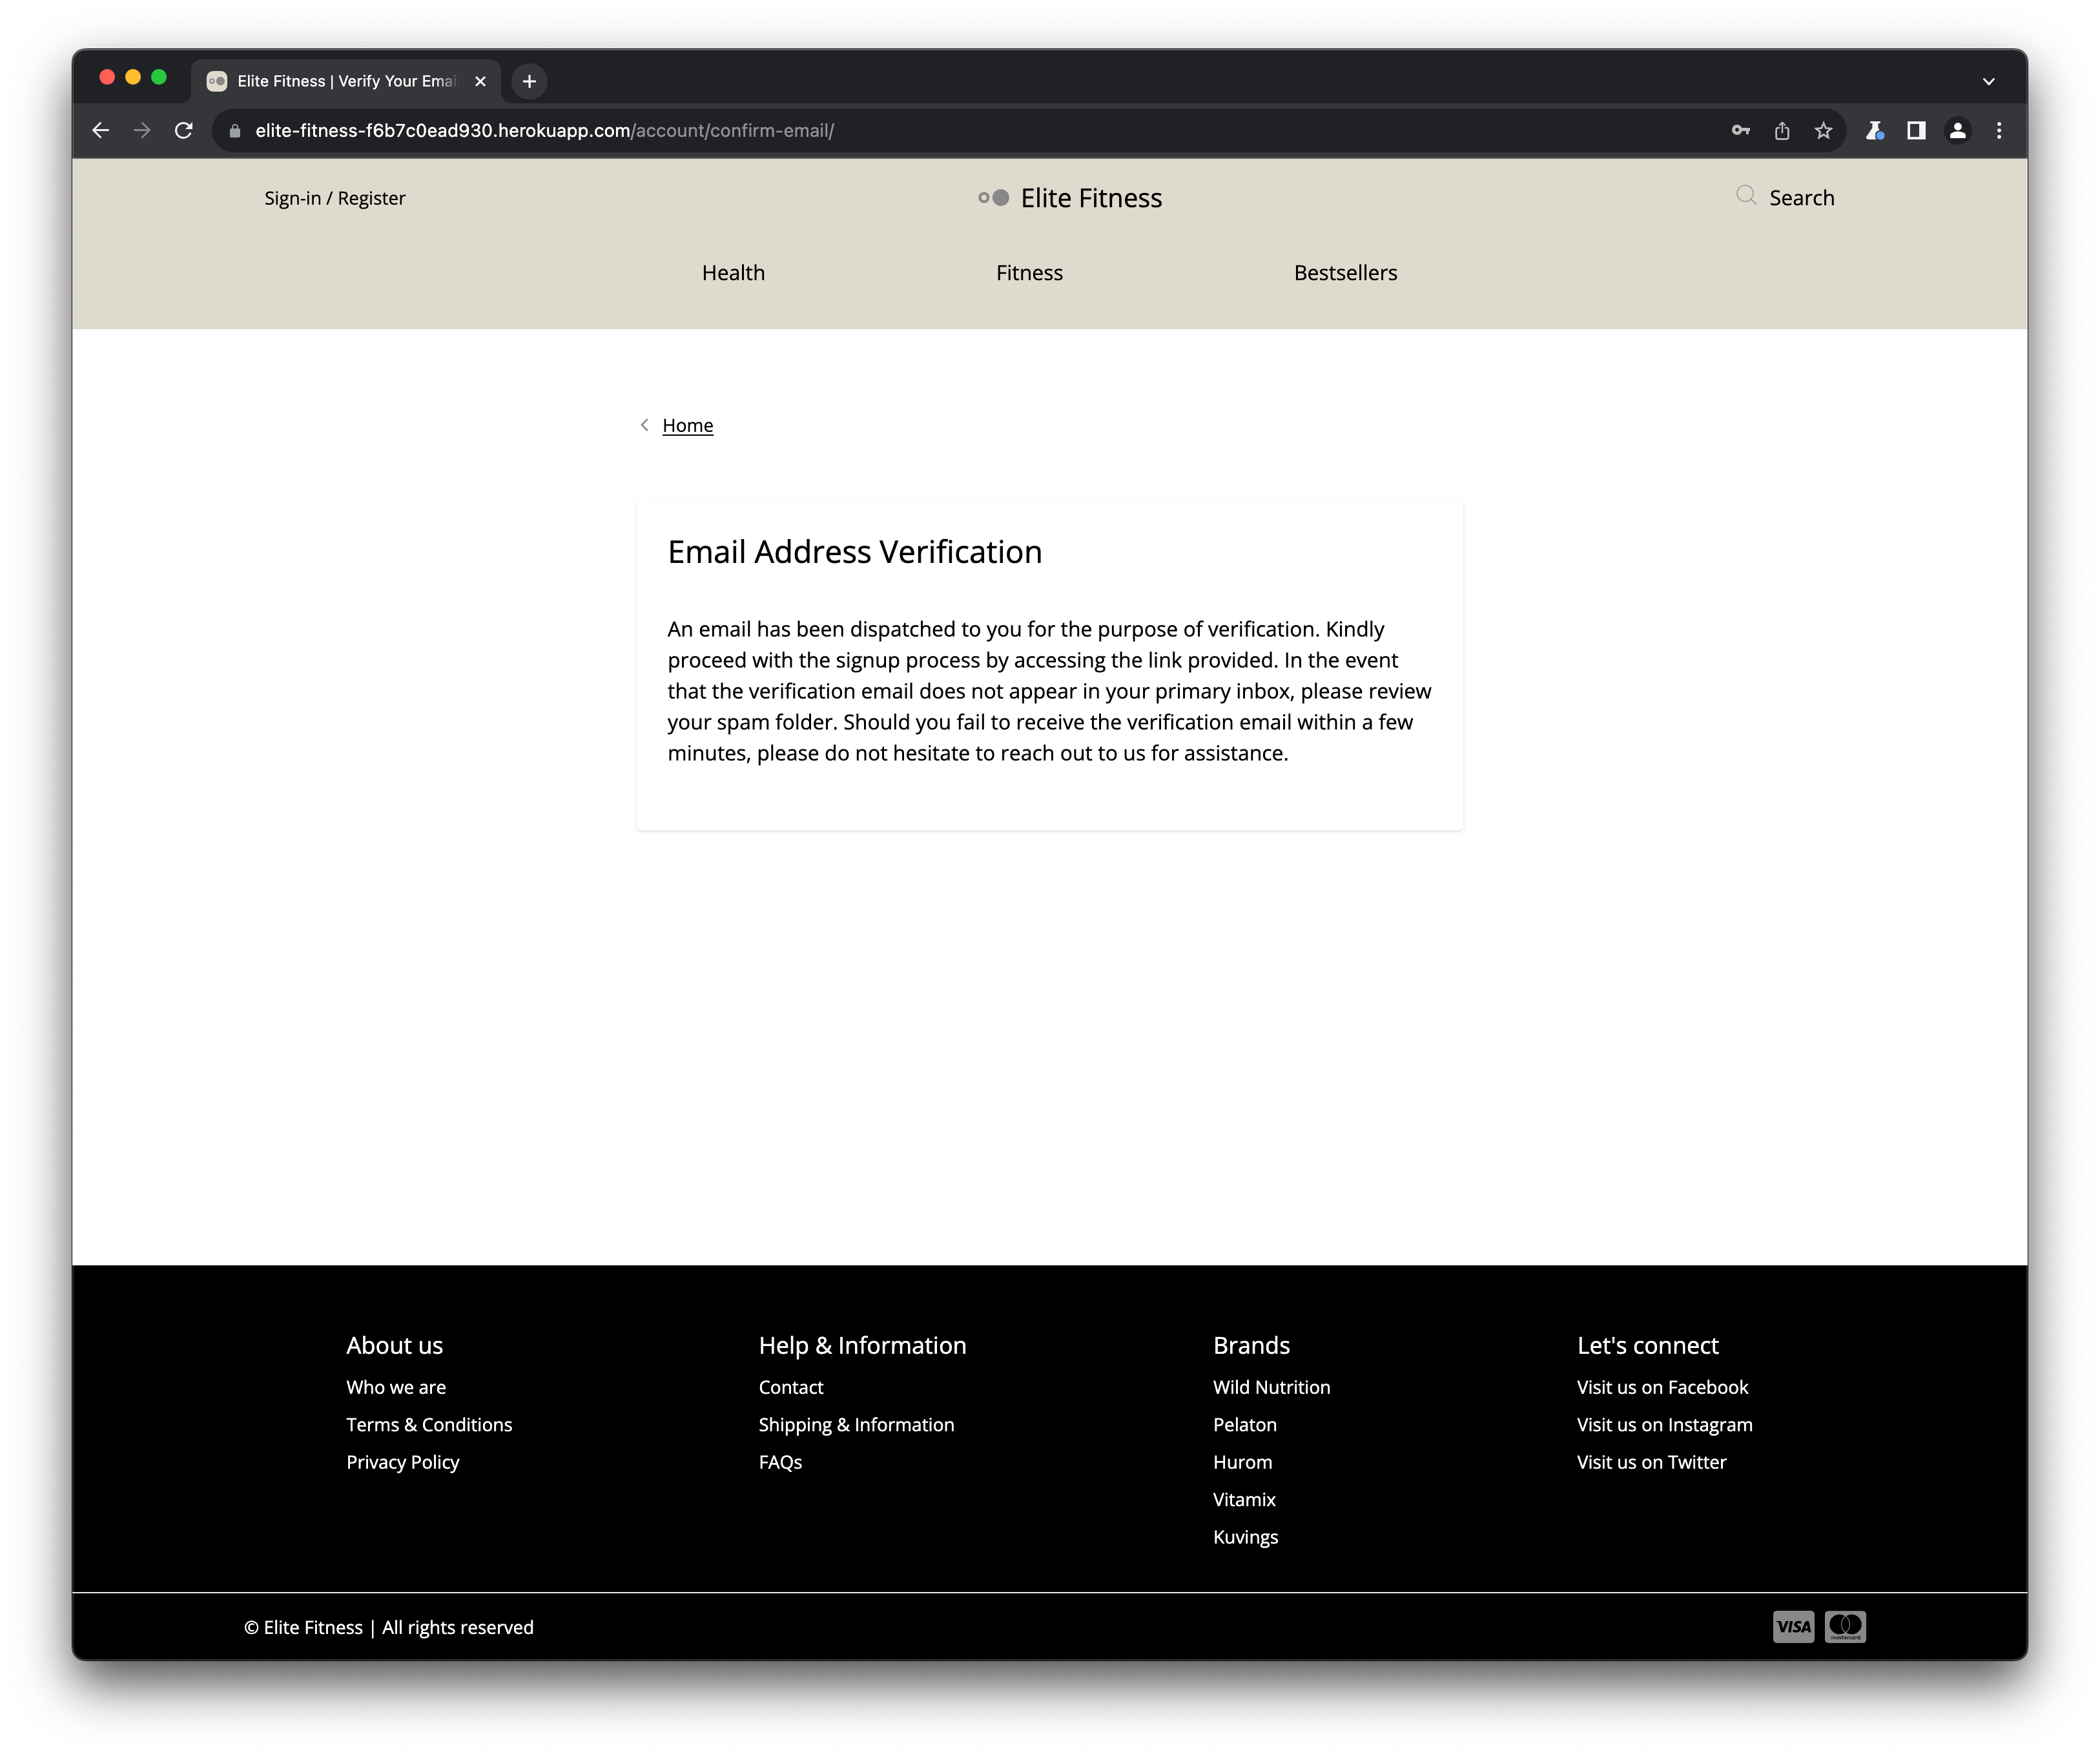 Elite Fitness | Verify Your Emai
elite-fitness-f6b7c0ead930.herokuapp.com/account/confirm-email/
Sign-in / Register
Elite Fitness
Search
Health
Fitness
Bestsellers
Home
Email Address Verification
An email has been dispatched to you for the purpose of verification. Kindly
proceed with the signup process by accessing the link provided. In the event
that the verification email does not appear in your primary inbox, please review
your spam folder. Should you fail to receive the verification email within a few
minutes, please do not hesitate to reach out to us for assistance.
About us
Who we are
Terms & Conditions
Privacy Policy
Help & Information
Contact
Shipping & Information
FAQs
Brands
Wild Nutrition
Pelaton
Hurom
Vitamix
Kuvings
Let's connect
Visit us on Facebook
Visit us on Instagram
Visit us on Twitter
© Elite Fitness | All rights reserved
VISA
mastercard